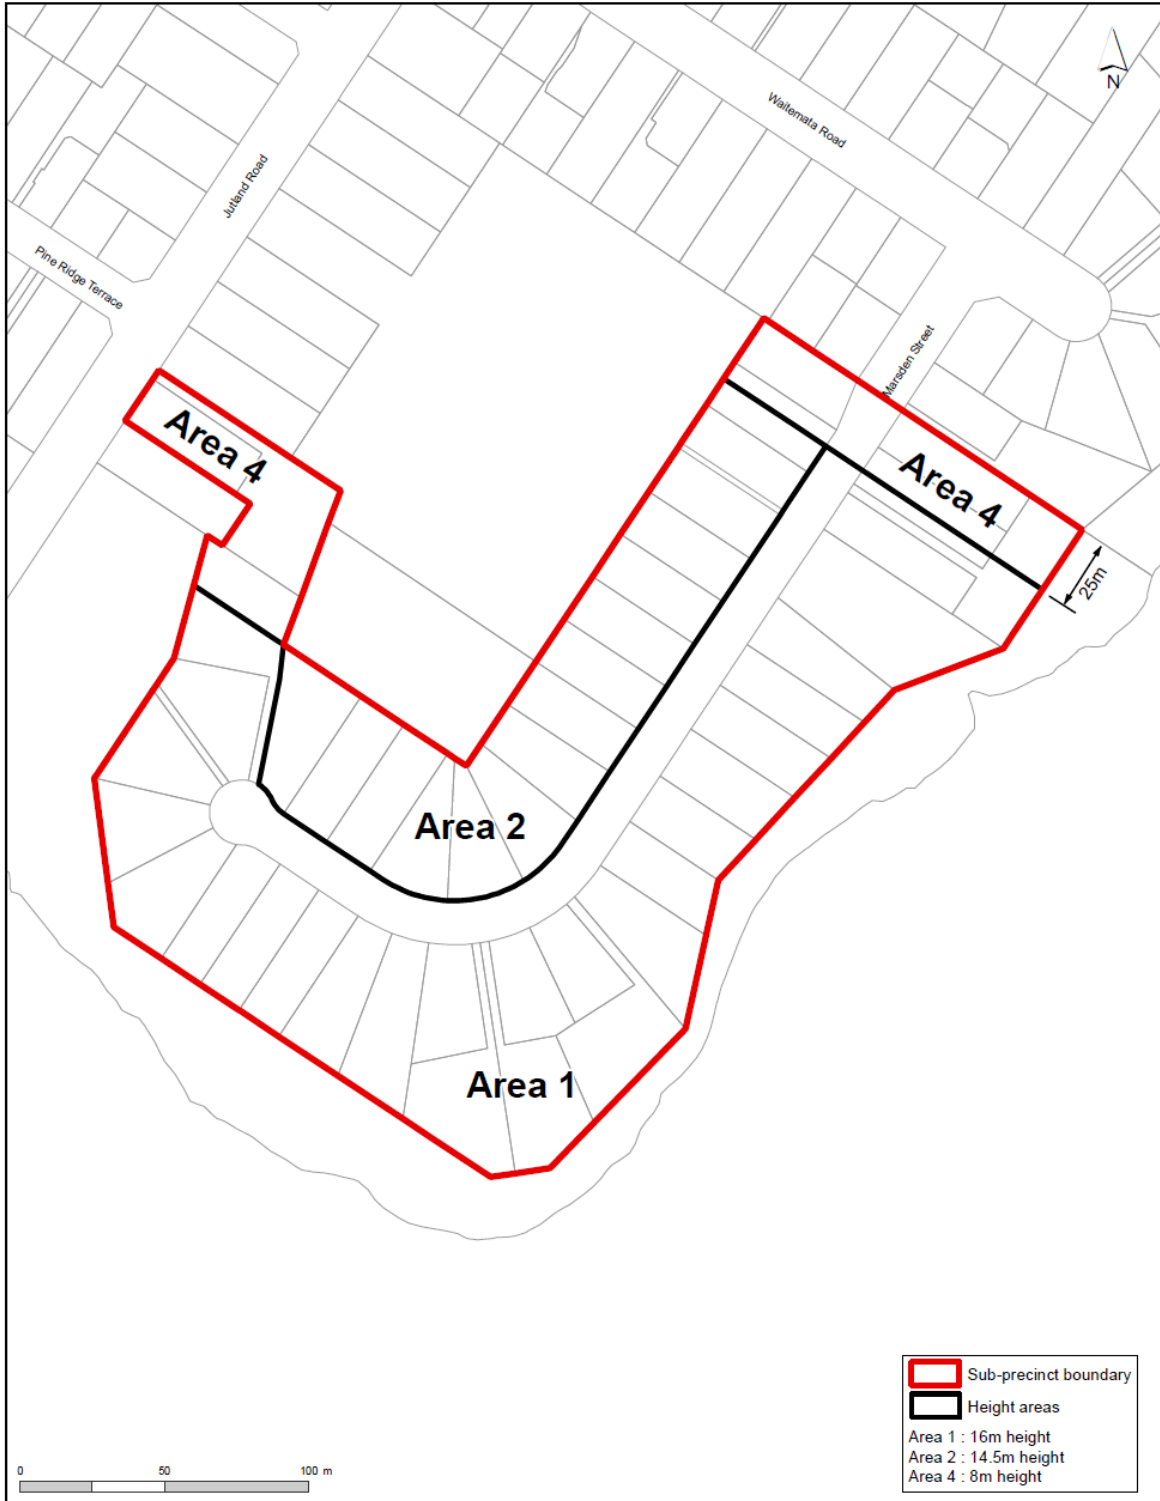 Waitemata Road
N
Jutland Road
Pine Ridge Terrace
Marsden Street
Area 4
Area 4
25m
Area 2
Area 1
Sub-precinct boundary
Height areas
Area 1 : 16m height
Area 2 : 14.5m height
Area 4 : 8m height
0 50 100 m